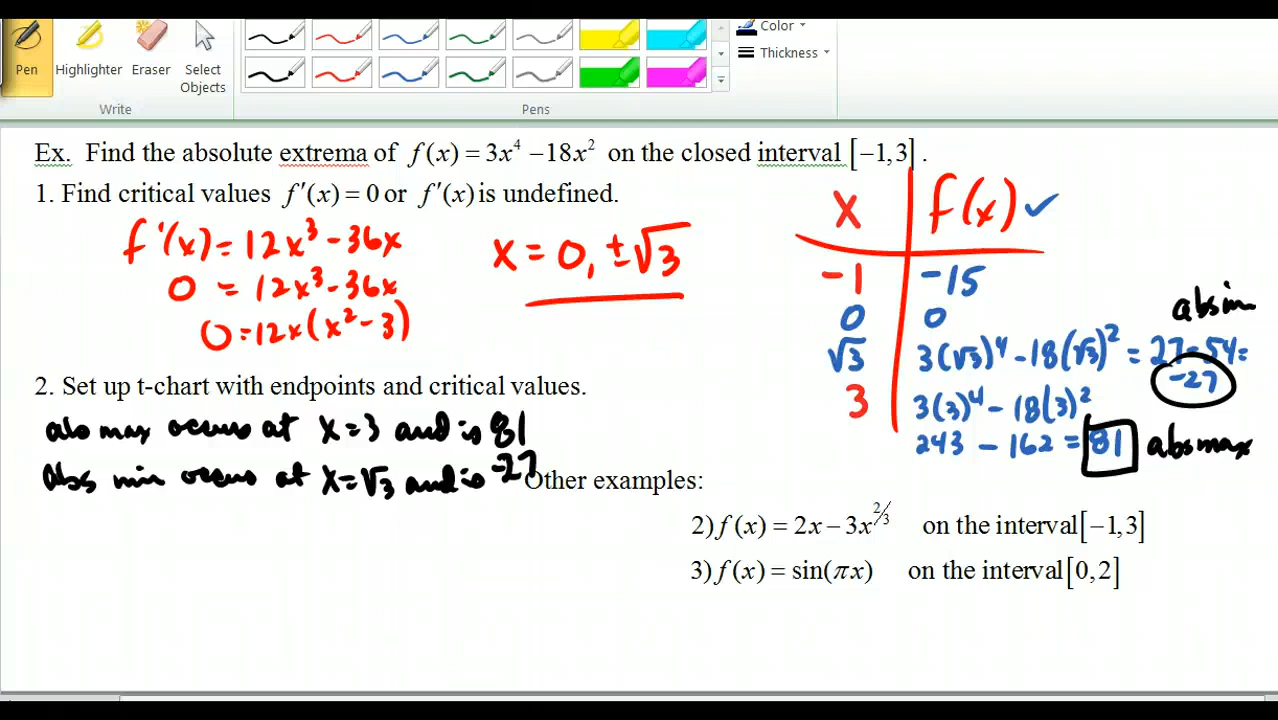 Pen
Highlighter
Eraser
Select
Objects
Write
Pens
Color
Thickness
Ex. Find the absolute extrema of f(x) = 3x⁴ − 18x² on the closed interval [−1, 3].
1. Find critical values f′(x) = 0 or f′(x) is undefined.
f'(x) = 12x³ - 36x
0 = 12x³ - 36x
0 = 12x(x² - 3)
x = 0, ±√3
x f(x) ✓
-1 -15
0 0
√3 3(√3)⁴ - 18(√3)² = 27 - 54 =
-27
abs min
3 3(3)⁴ - 18(3)²
243 - 162 = 81 abs max
2. Set up t-chart with endpoints and critical values.
abs max occurs at x = 3 and is 81
abs min occurs at x = √3 and is -27
Other examples:
2) f(x) = 2x − 3x^(2/3) on the interval [−1, 3]
3) f(x) = sin(πx) on the interval [0, 2]